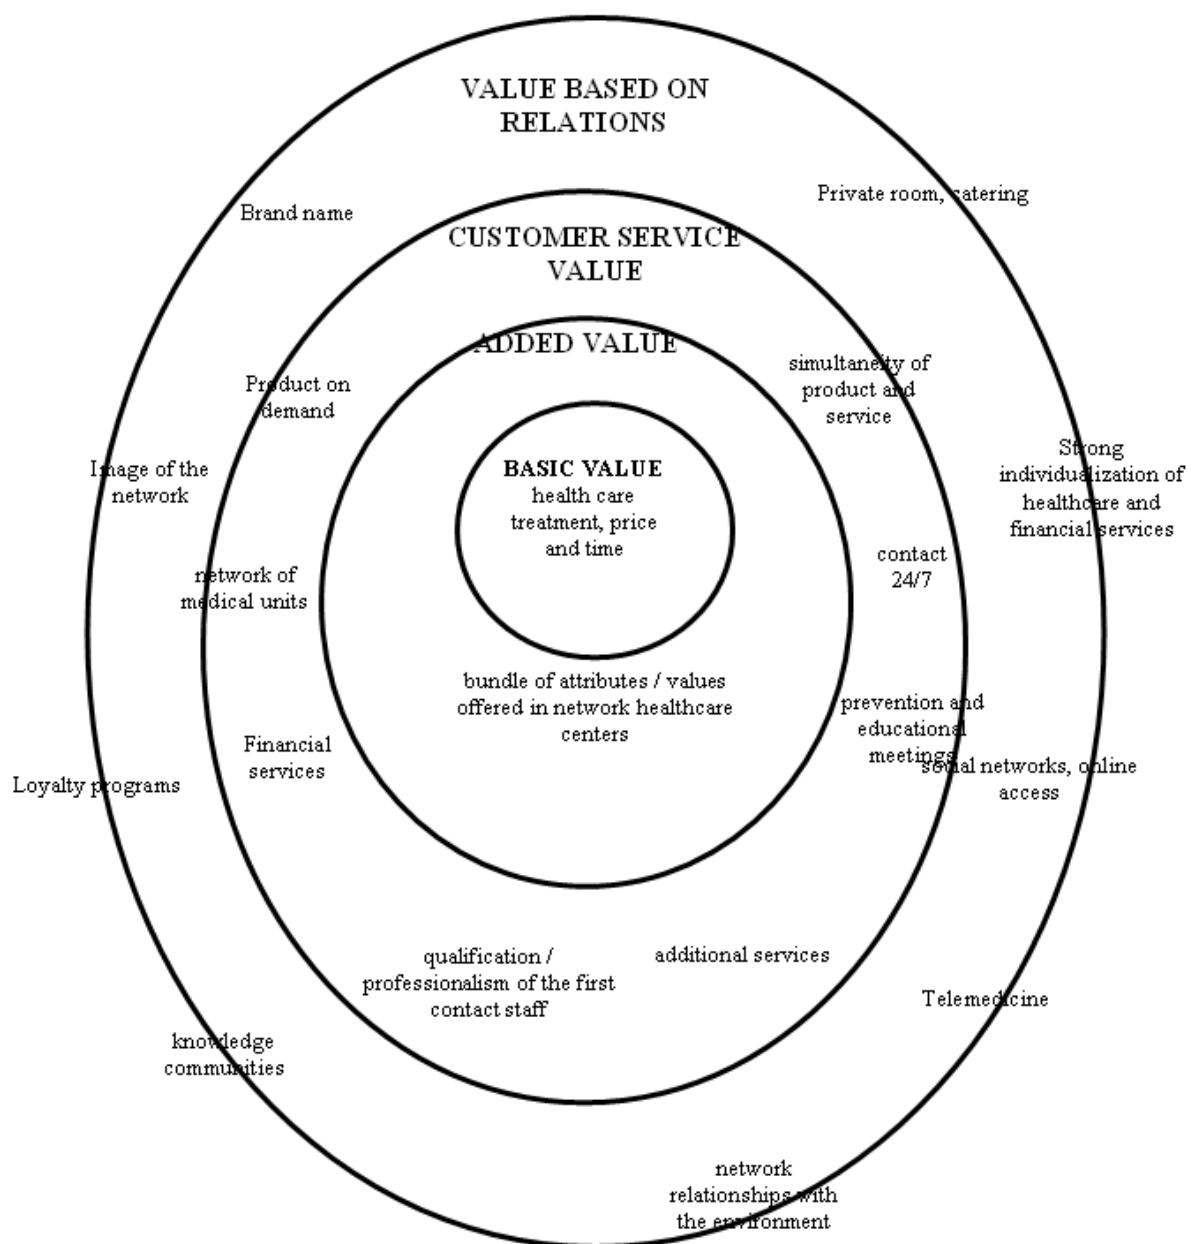 VALUE BASED ON
RELATIONS
Private room, catering
Brand name
CUSTOMER SERVICE
VALUE
ADDED VALUE
simultaneity of
product and
service
Product on
demand
BASIC VALUE
health care
treatment, price
and time
Image of the
network
Strong
individualization of
healthcare and
financial services
contact
24/7
network of
medical units
bundle of attributes / values
offered in network healthcare
centers
prevention and
educational
meetings
Financial
services
social networks, online
access
Loyalty programs
qualification /
professionalism of the first
contact staff
additional services
Telemedicine
knowledge
communities
network
relationships with
the environment